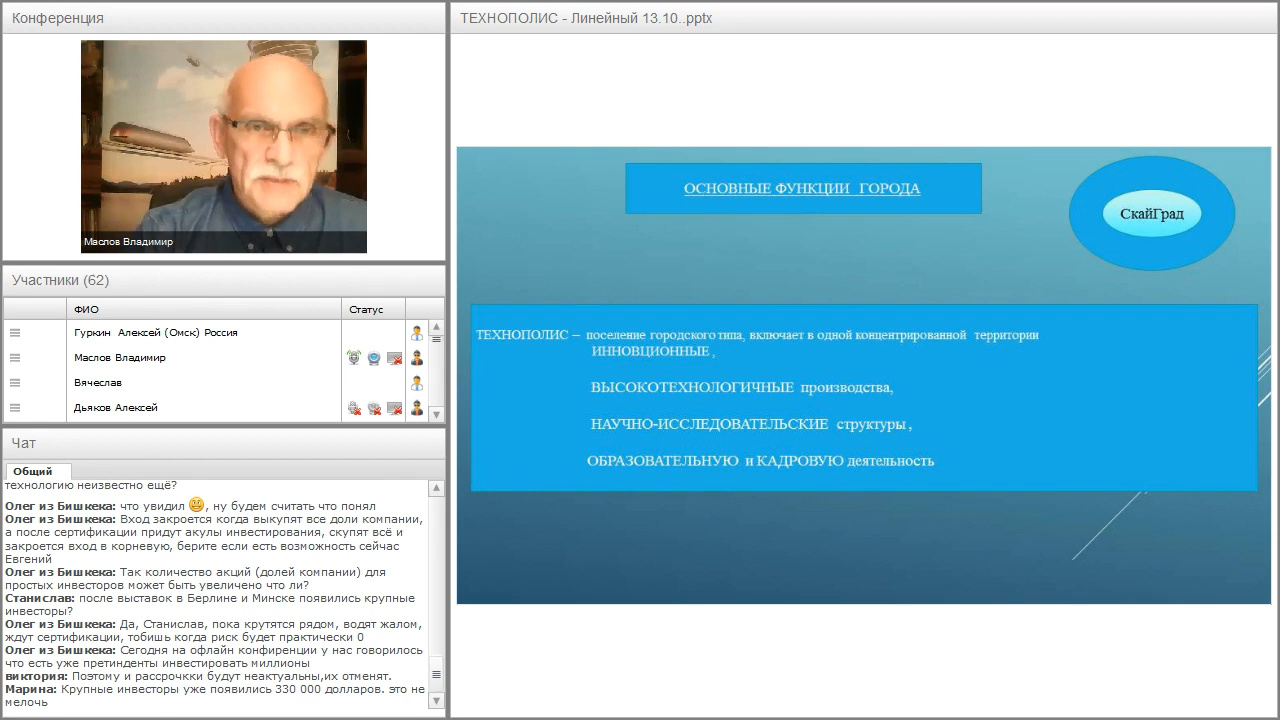 Конференция
Маслов Владимир
Участники (62)
ФИО Статус
Гуркин Алексей (Омск) Россия
Маслов Владимир
Вячеслав
Дьяков Алексей
Чат
Общий
технологию неизвестно ещё?
Олег из Бишкека: что увидил , ну будем считать что понял
Олег из Бишкека: Вход закроется когда выкупят все доли компании,
а после сертификации придут акулы инвестирования, скупят всё и
закроется вход в корневую, берите если есть возможность сейчас
Евгений
Олег из Бишкека: Так количество акций (долей компании) для
простых инвесторов может быть увеличено что ли?
Станислав: после выставок в Берлине и Минске появились крупные
инвесторы?
Олег из Бишкека: Да, Станислав, пока крутятся рядом, водят жалом,
ждут сертификации, тобишь когда риск будет практически 0
Олег из Бишкека: Сегодня на офлайн конфиренции у нас говорилось
что есть уже претинденты инвестировать миллионы
виктория: Поэтому и рассрочкки будут неактуальны,их отменят.
Марина: Крупные инвесторы уже появились 330 000 долларов. это не
мелочь
ТЕХНОПОЛИС - Линейный 13.10..pptx
ОСНОВНЫЕ ФУНКЦИИ ГОРОДА
СкайГрад
ТЕХНОПОЛИС – поселение городского типа, включает в одной концентрированной территории
ИННОВЦИОННЫЕ ,
ВЫСОКОТЕХНОЛОГИЧНЫЕ производства,
НАУЧНО-ИССЛЕДОВАТЕЛЬСКИЕ структуры ,
ОБРАЗОВАТЕЛЬНУЮ и КАДРОВУЮ деятельность